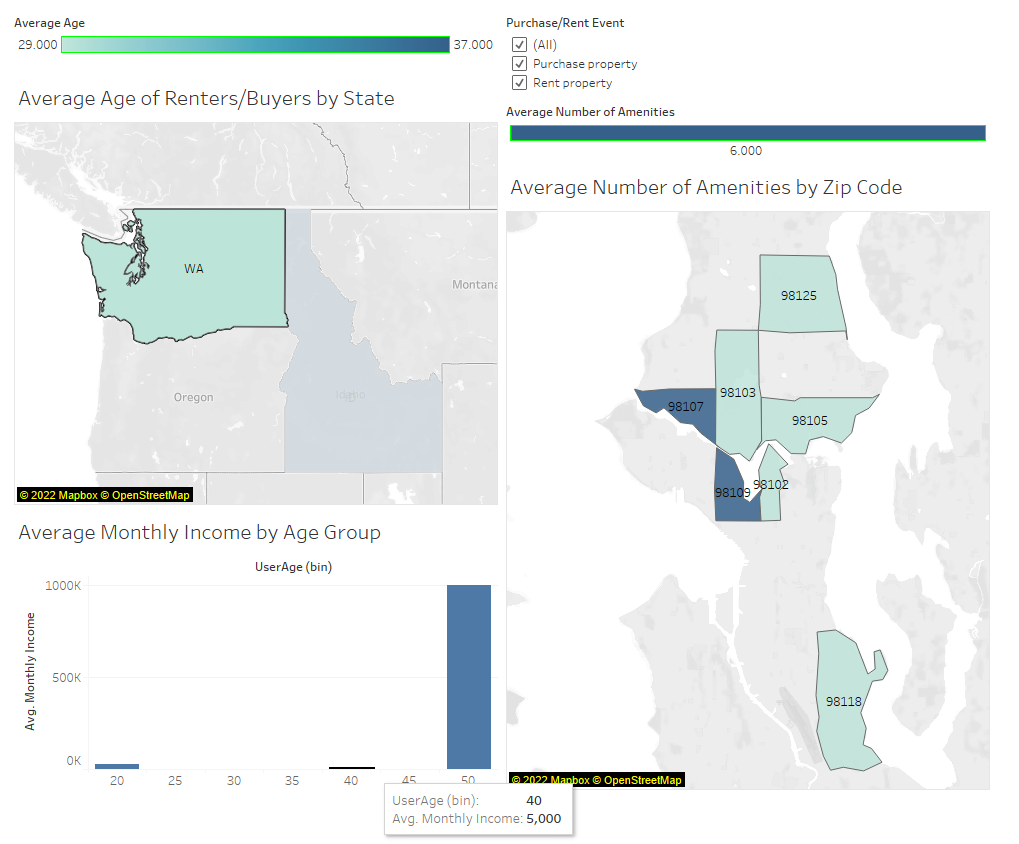 Average Age
29.000 37.000
Average Age of Renters/Buyers by State
WA
Montana
Oregon
Idaho
© 2022 Mapbox © OpenStreetMap
Average Monthly Income by Age Group
UserAge (bin)
Avg. Monthly Income
1000K
500K
0K
20 25 30 35 40 45 50
UserAge (bin): 40
Avg. Monthly Income: 5,000
Purchase/Rent Event
(All)
Purchase property
Rent property
Average Number of Amenities
6.000
Average Number of Amenities by Zip Code
98125
98103
98107
98105
98102
98109
98118
© 2022 Mapbox © OpenStreetMap